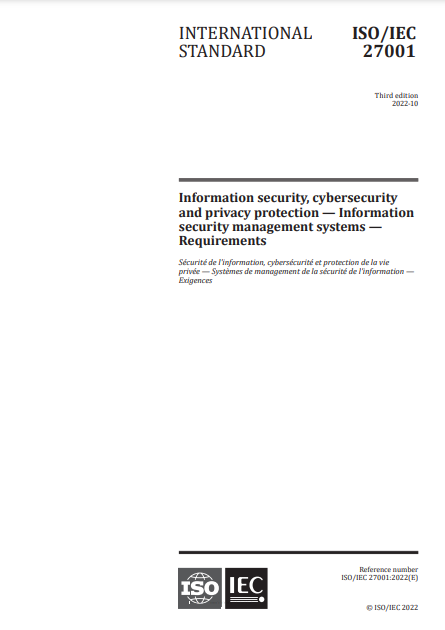 INTERNATIONAL
STANDARD
ISO/IEC
27001
Third edition
2022-10
Information security, cybersecurity
and privacy protection — Information
security management systems —
Requirements
Sécurité de l'information, cybersécurité et protection de la vie
privée — Systèmes de management de la sécurité de l'information —
Exigences
ISO
IEC
Reference number
ISO/IEC 27001:2022(E)
© ISO/IEC 2022